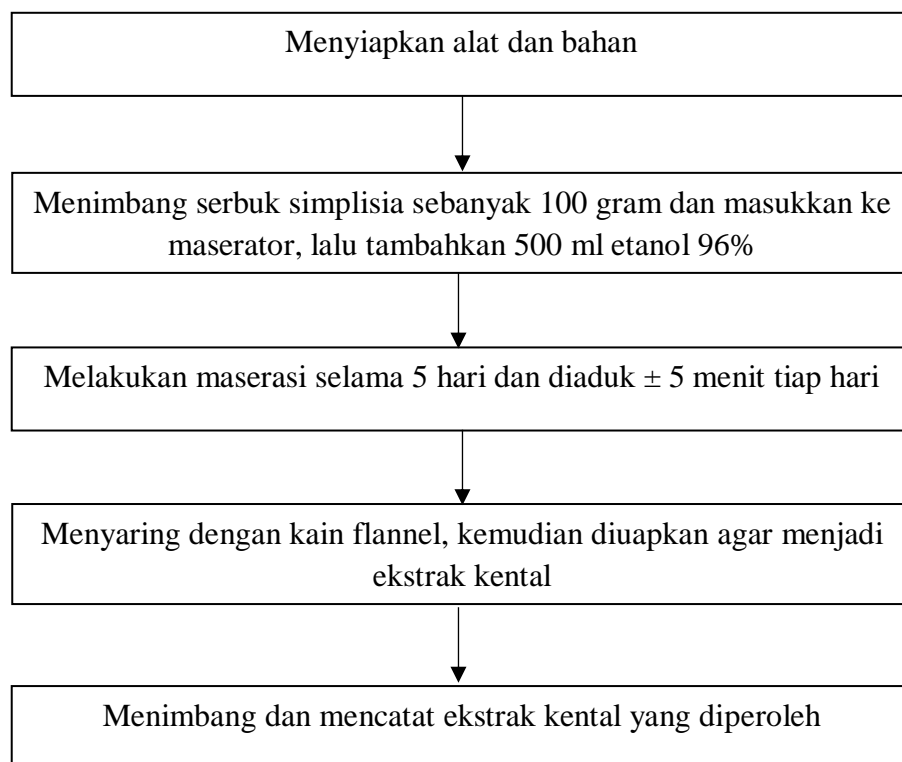 Menyiapkan alat dan bahan
Menimbang serbuk simplisia sebanyak 100 gram dan masukkan ke
maserator, lalu tambahkan 500 ml etanol 96%
Melakukan maserasi selama 5 hari dan diaduk ± 5 menit tiap hari
Menyaring dengan kain flannel, kemudian diuapkan agar menjadi
ekstrak kental
Menimbang dan mencatat ekstrak kental yang diperoleh